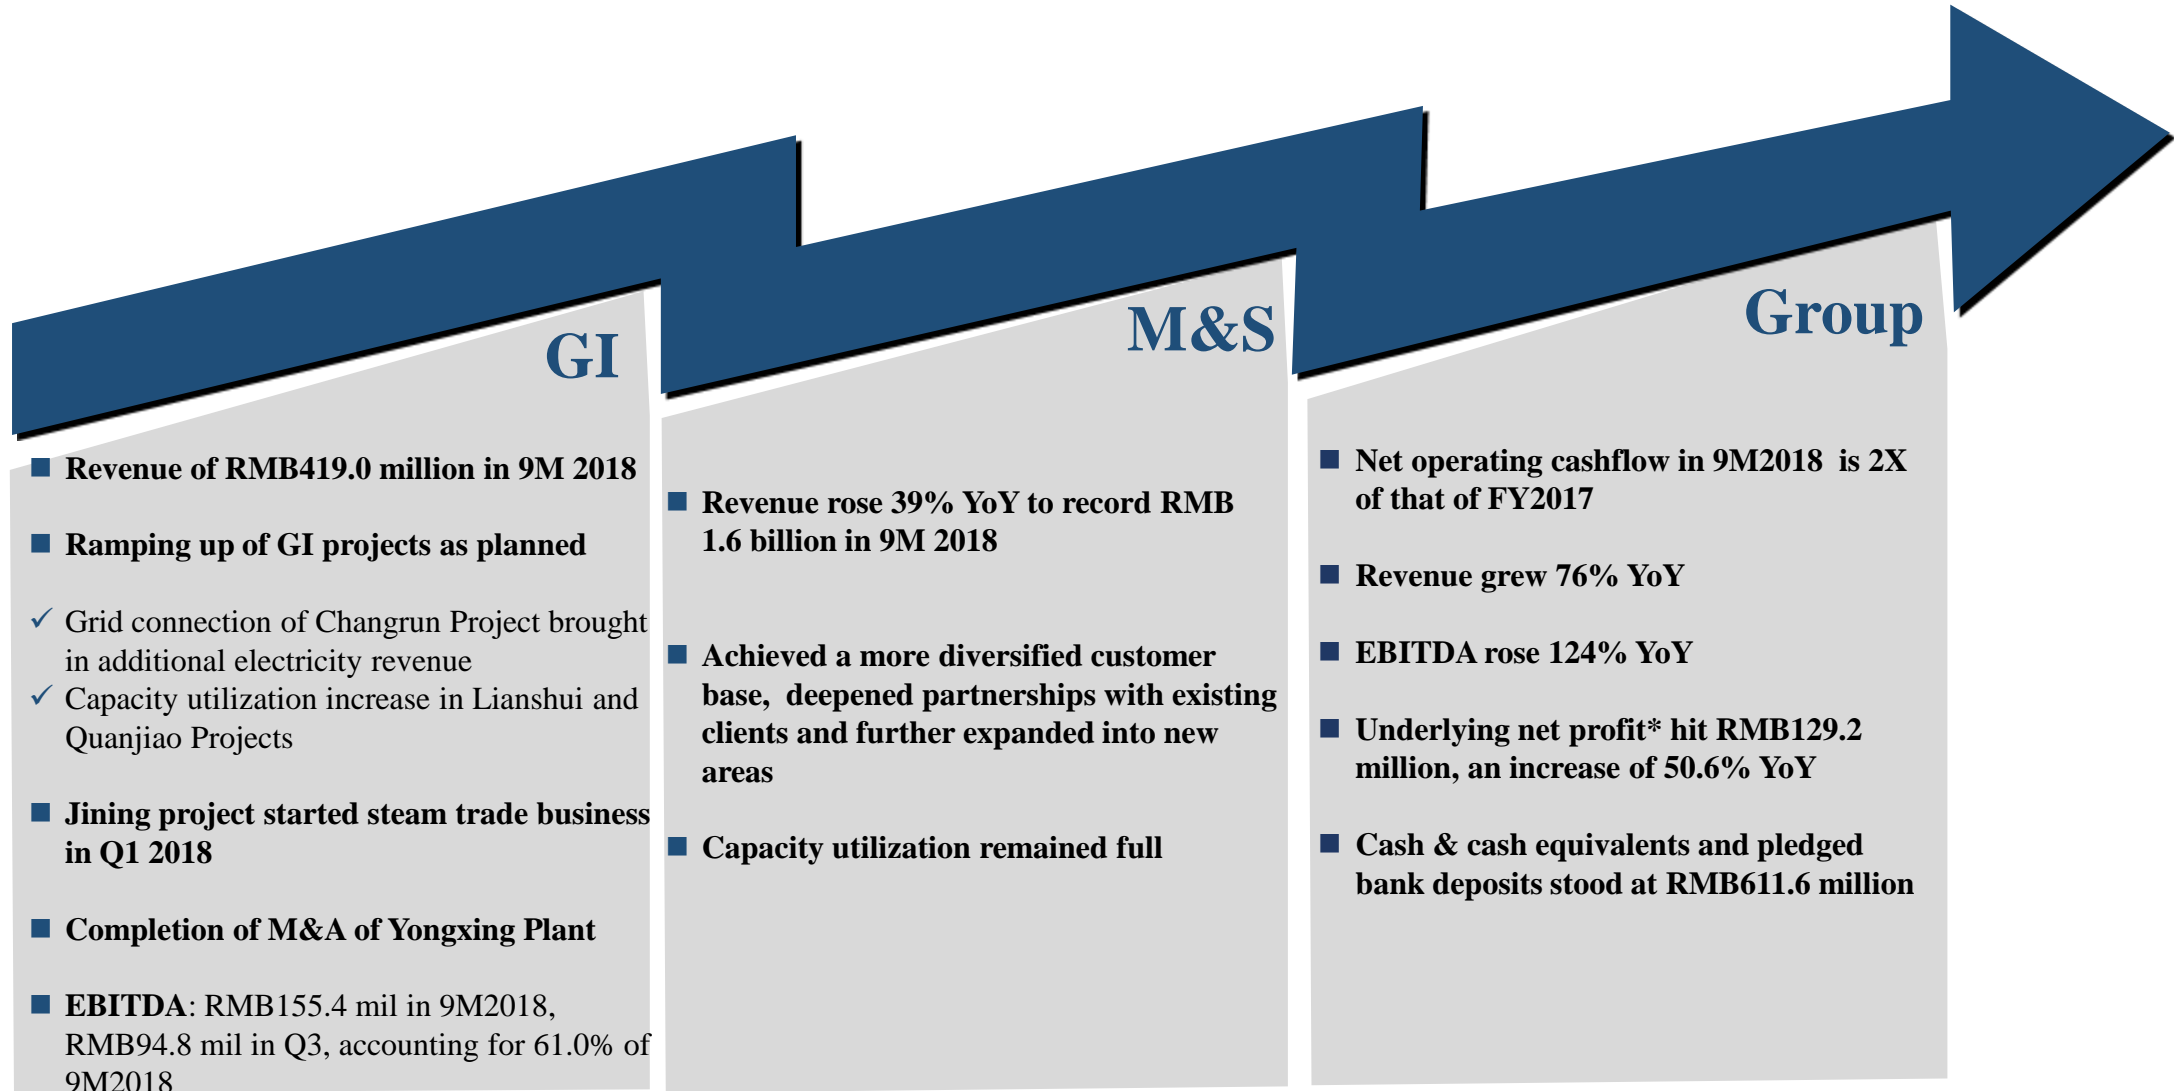 GI
Revenue of RMB419.0 million in 9M 2018
Ramping up of GI projects as planned
Grid connection of Changrun Project brought
in additional electricity revenue
Capacity utilization increase in Lianshui and
Quanjiao Projects
Jining project started steam trade business
in Q1 2018
Completion of M&A of Yongxing Plant
EBITDA: RMB155.4 mil in 9M2018,
RMB94.8 mil in Q3, accounting for 61.0% of
9M2018
M&S
Revenue rose 39% YoY to record RMB
1.6 billion in 9M 2018
Achieved a more diversified customer
base, deepened partnerships with existing
clients and further expanded into new
areas
Capacity utilization remained full
Group
Net operating cashflow in 9M2018 is 2X
of that of FY2017
Revenue grew 76% YoY
EBITDA rose 124% YoY
Underlying net profit* hit RMB129.2
million, an increase of 50.6% YoY
Cash & cash equivalents and pledged
bank deposits stood at RMB611.6 million